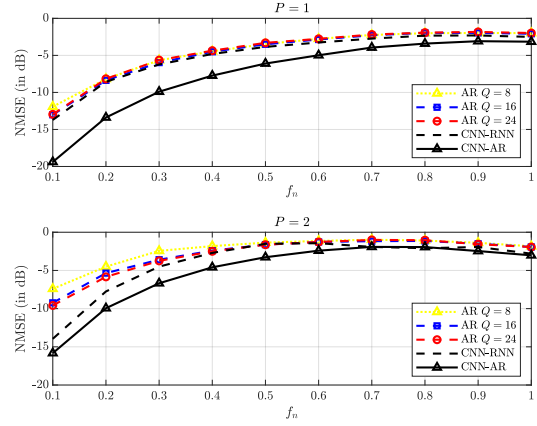 P = 1
NMSE (in dB)
0
-5
-10
-15
-20
AR Q = 8
AR Q = 16
AR Q = 24
CNN-RNN
CNN-AR
0.1 0.2 0.3 0.4 0.5 0.6 0.7 0.8 0.9 1
fₙ
P = 2
NMSE (in dB)
0
-5
-10
-15
-20
AR Q = 8
AR Q = 16
AR Q = 24
CNN-RNN
CNN-AR
0.1 0.2 0.3 0.4 0.5 0.6 0.7 0.8 0.9 1
fₙ